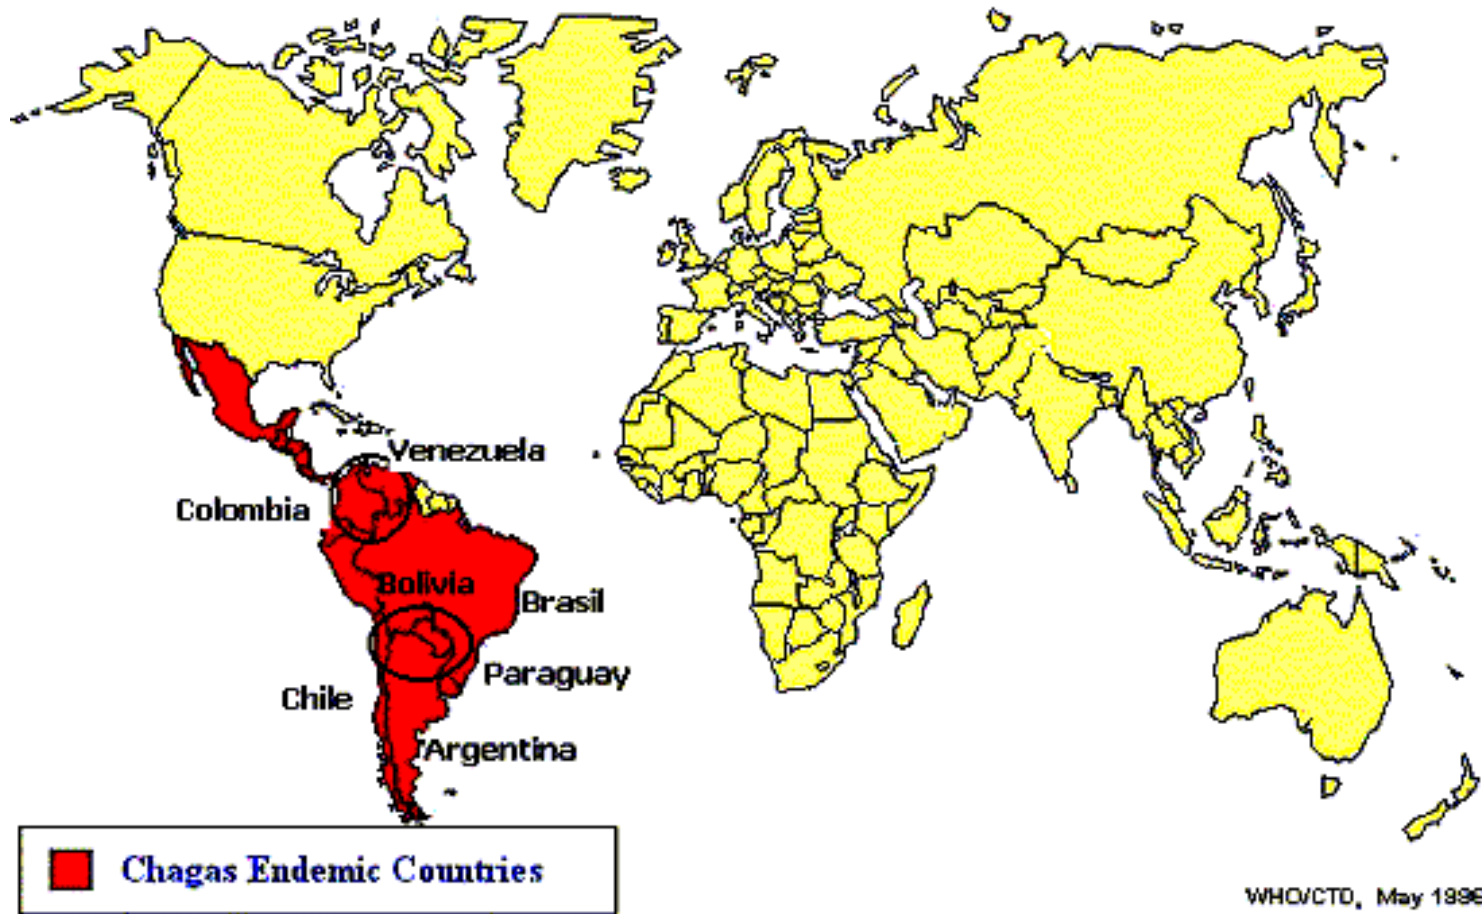 Venezuela
Colombia
Bolivia
Brasil
Paraguay
Chile
Argentina
Chagas Endemic Countries
WHO/CTD, May